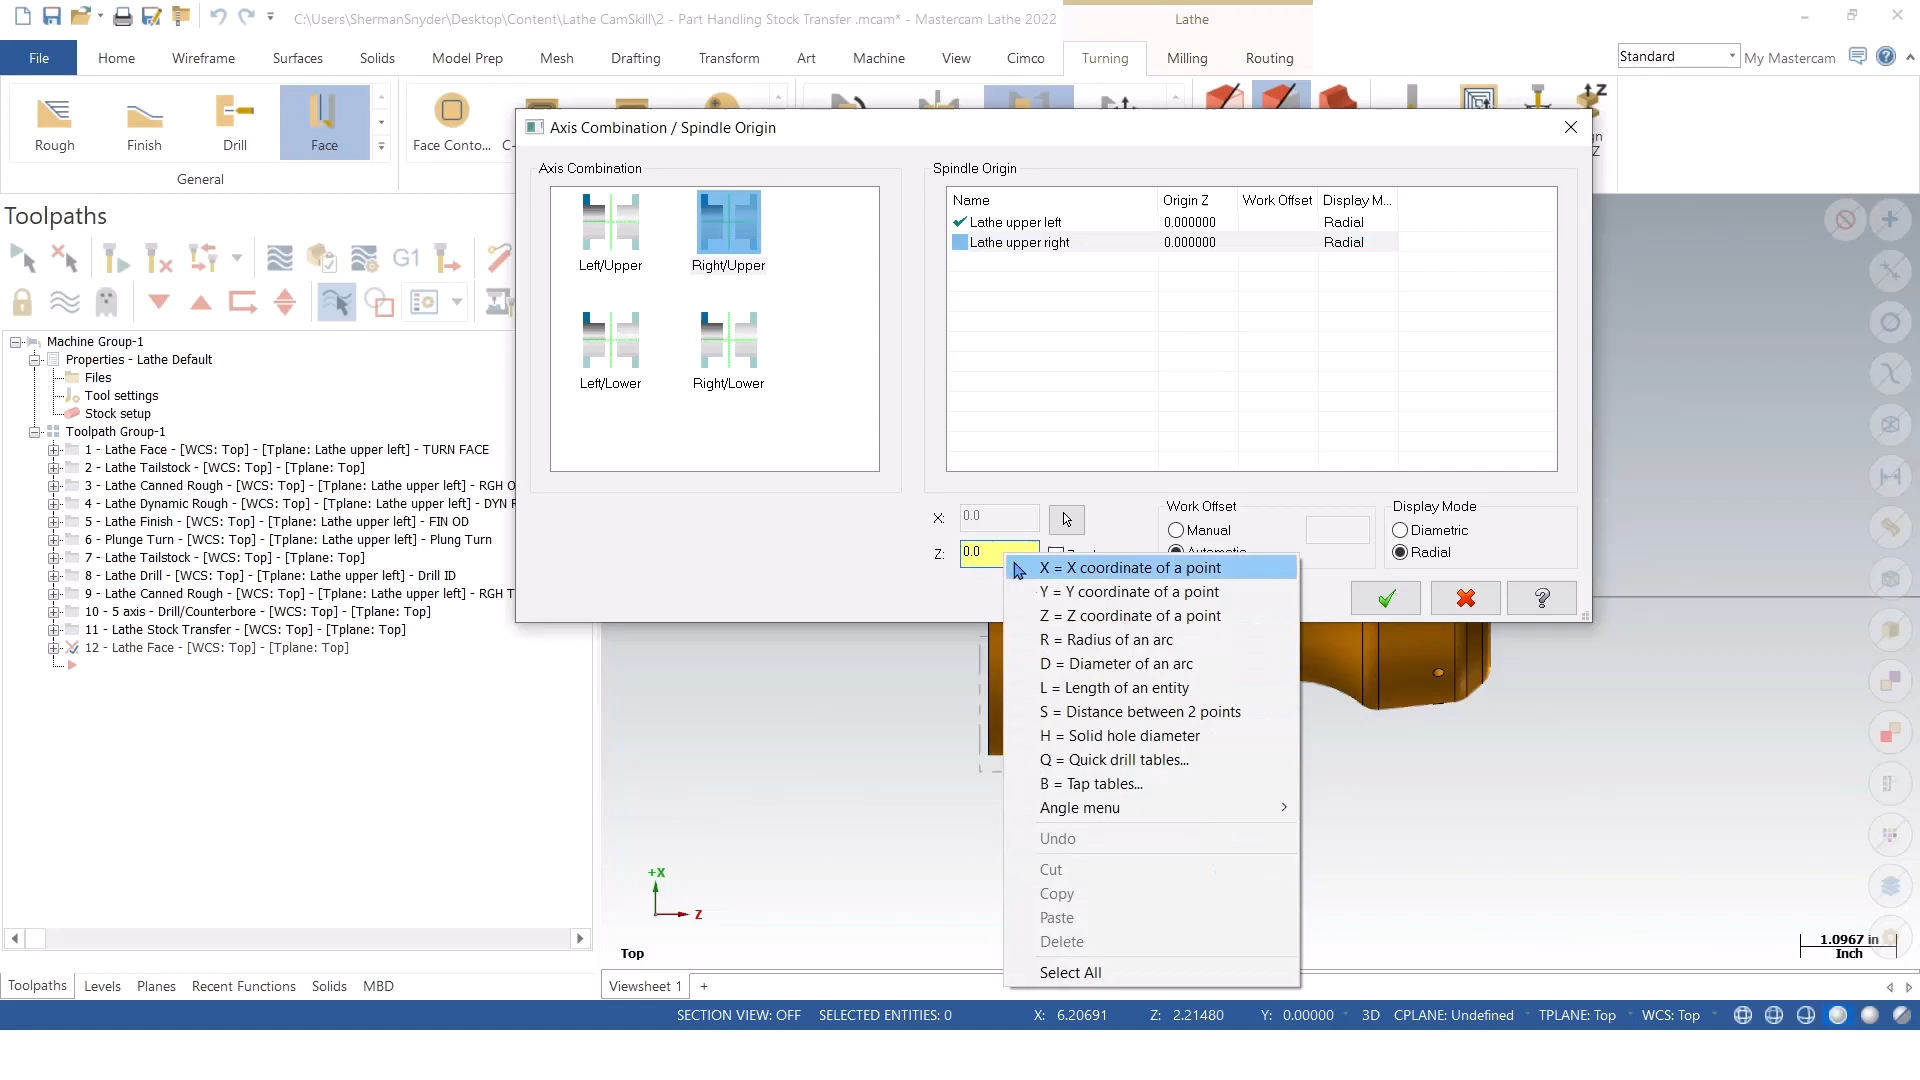 C:\Users\ShermanSnyder\Desktop\Content\Lathe CamSkill\2 - Part Handling Stock Transfer .mcam* - Mastercam Lathe 2022
Lathe
File Home Wireframe Surfaces Solids Model Prep Mesh Drafting Transform Art Machine View Cimco Turning Milling Routing
Standard
My Mastercam
Rough Finish Drill Face
General
Face Conto...
Toolpaths
G1
Machine Group-1
Properties - Lathe Default
Files
Tool settings
Stock setup
Toolpath Group-1
1 - Lathe Face - [WCS: Top] - [Tplane: Lathe upper left] - TURN FACE
2 - Lathe Tailstock - [WCS: Top] - [Tplane: Top]
3 - Lathe Canned Rough - [WCS: Top] - [Tplane: Lathe upper left] - RGH O
4 - Lathe Dynamic Rough - [WCS: Top] - [Tplane: Lathe upper left] - DYN R
5 - Lathe Finish - [WCS: Top] - [Tplane: Lathe upper left] - FIN OD
6 - Plunge Turn - [WCS: Top] - [Tplane: Lathe upper left] - Plung Turn
7 - Lathe Tailstock - [WCS: Top] - [Tplane: Top]
8 - Lathe Drill - [WCS: Top] - [Tplane: Lathe upper left] - Drill ID
9 - Lathe Canned Rough - [WCS: Top] - [Tplane: Lathe upper left] - RGH T
10 - 5 axis - Drill/Counterbore - [WCS: Top] - [Tplane: Top]
11 - Lathe Stock Transfer - [WCS: Top] - [Tplane: Top]
12 - Lathe Face - [WCS: Top] - [Tplane: Top]
Axis Combination / Spindle Origin
Axis Combination
Left/Upper Right/Upper
Left/Lower Right/Lower
Spindle Origin
Name Origin Z Work Offset Display M...
Lathe upper left 0.000000 Radial
Lathe upper right 0.000000 Radial
X: 0.0
Z: 0.0
Work Offset
Manual
Automatic
Display Mode
Diametric
Radial
X = X coordinate of a point
Y = Y coordinate of a point
Z = Z coordinate of a point
R = Radius of an arc
D = Diameter of an arc
L = Length of an entity
S = Distance between 2 points
H = Solid hole diameter
Q = Quick drill tables...
B = Tap tables...
Angle menu
Undo
Cut
Copy
Paste
Delete
Select All
+X
Z
Top
1.0967 in
Inch
Toolpaths Levels Planes Recent Functions Solids MBD
Viewsheet 1 +
SECTION VIEW: OFF SELECTED ENTITIES: 0 X: 6.20691 Z: 2.21480 Y: 0.00000 3D CPLANE: Undefined TPLANE: Top WCS: Top